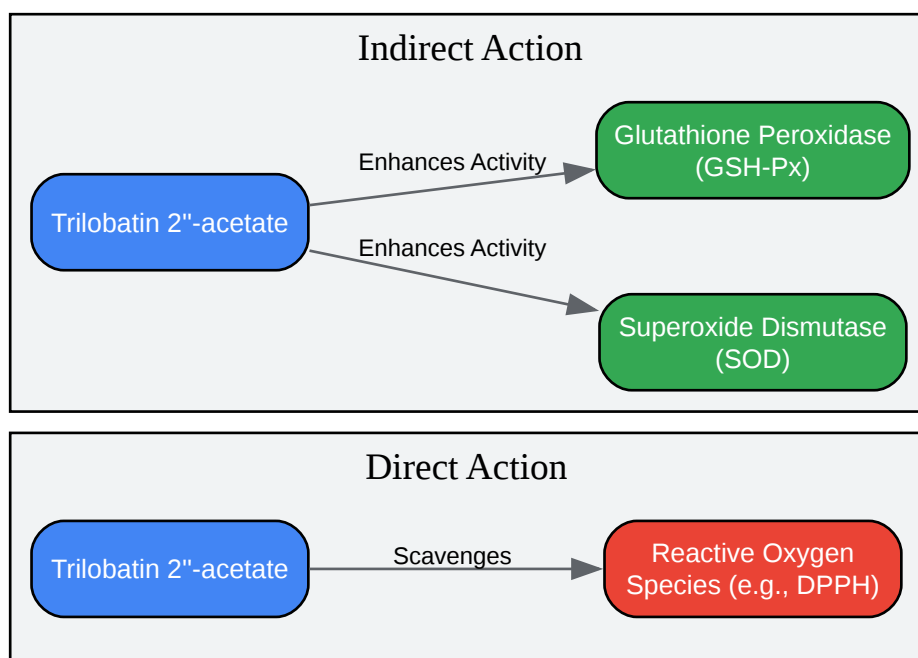 Indirect Action
Enhances Activity
Glutathione Peroxidase
(GSH-Px)
Trilobatin 2"-acetate
Enhances Activity
Superoxide Dismutase
(SOD)
Direct Action
Trilobatin 2"-acetate
Scavenges
Reactive Oxygen
Species (e.g., DPPH)